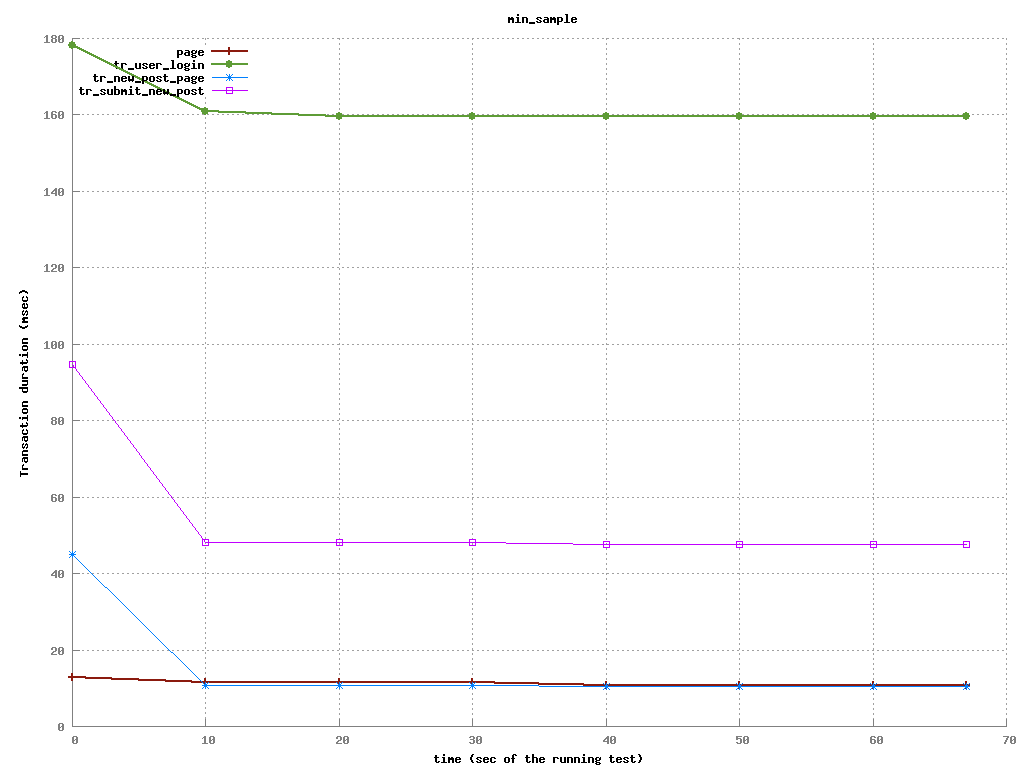 min_sample
180
160
140
120
100
80
60
40
20
0
page
tr_user_login
tr_new_post_page
tr_submit_new_post
Transaction duration (msec)
0 10 20 30 40 50 60 70
time (sec of the running test)